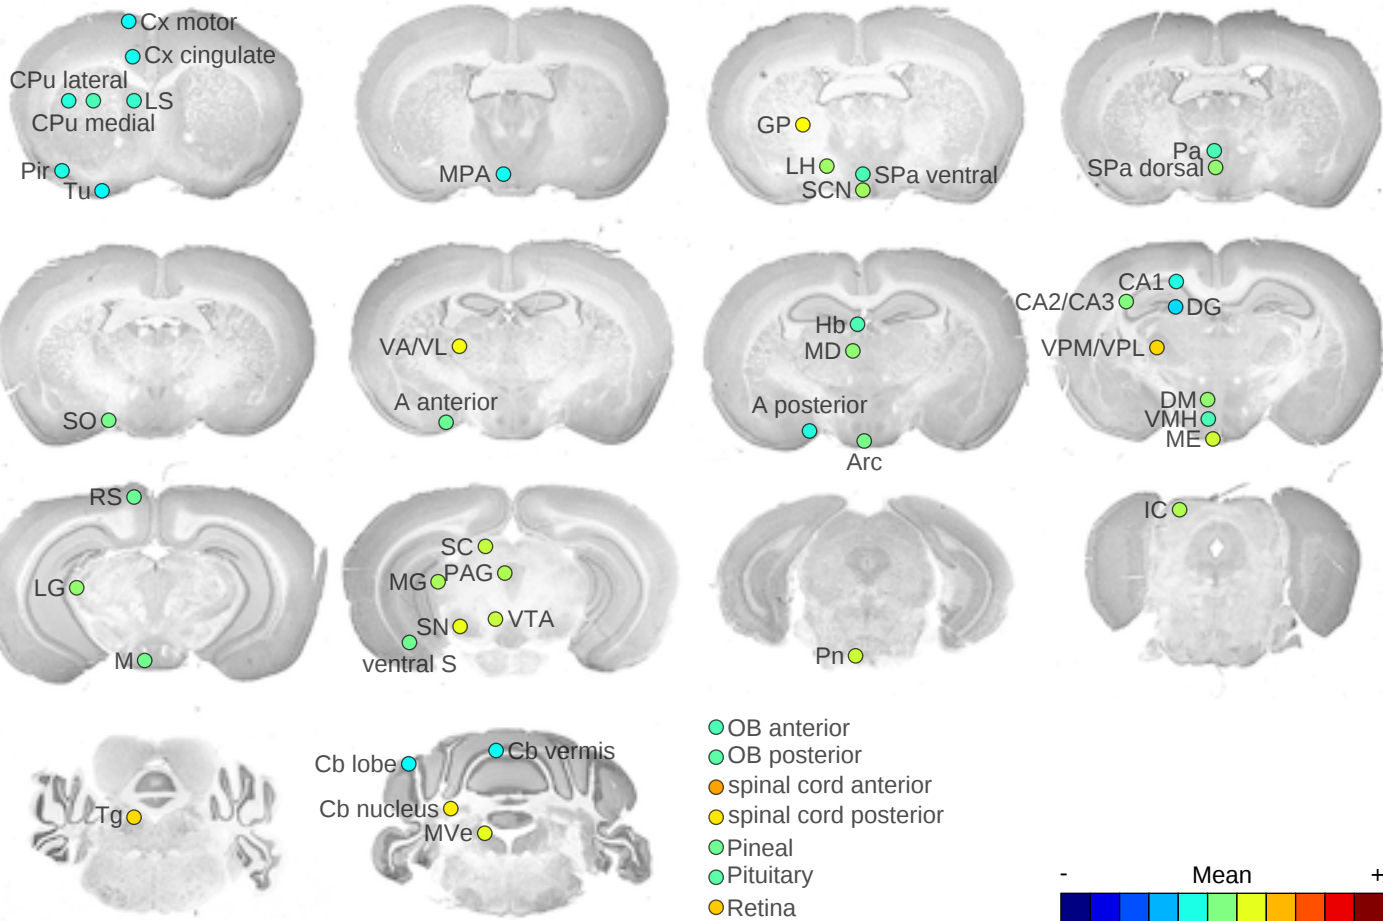 Cx motor
Cx cingulate
CPu lateral
LS
CPu medial
Pir
Tu
MPA
GP
LH
SPa ventral
SCN
Pa
SPa dorsal
SO
VA/VL
A anterior
Hb
MD
A posterior
Arc
CA1
CA2/CA3
DG
VPM/VPL
DM
VMH
ME
RS
LG
M
SC
PAG
MG
VTA
SN
ventral S
Pn
IC
Tg
Cb vermis
Cb lobe
Cb nucleus
MVe
OB anterior
OB posterior
spinal cord anterior
spinal cord posterior
Pineal
Pituitary
Retina
- Mean +